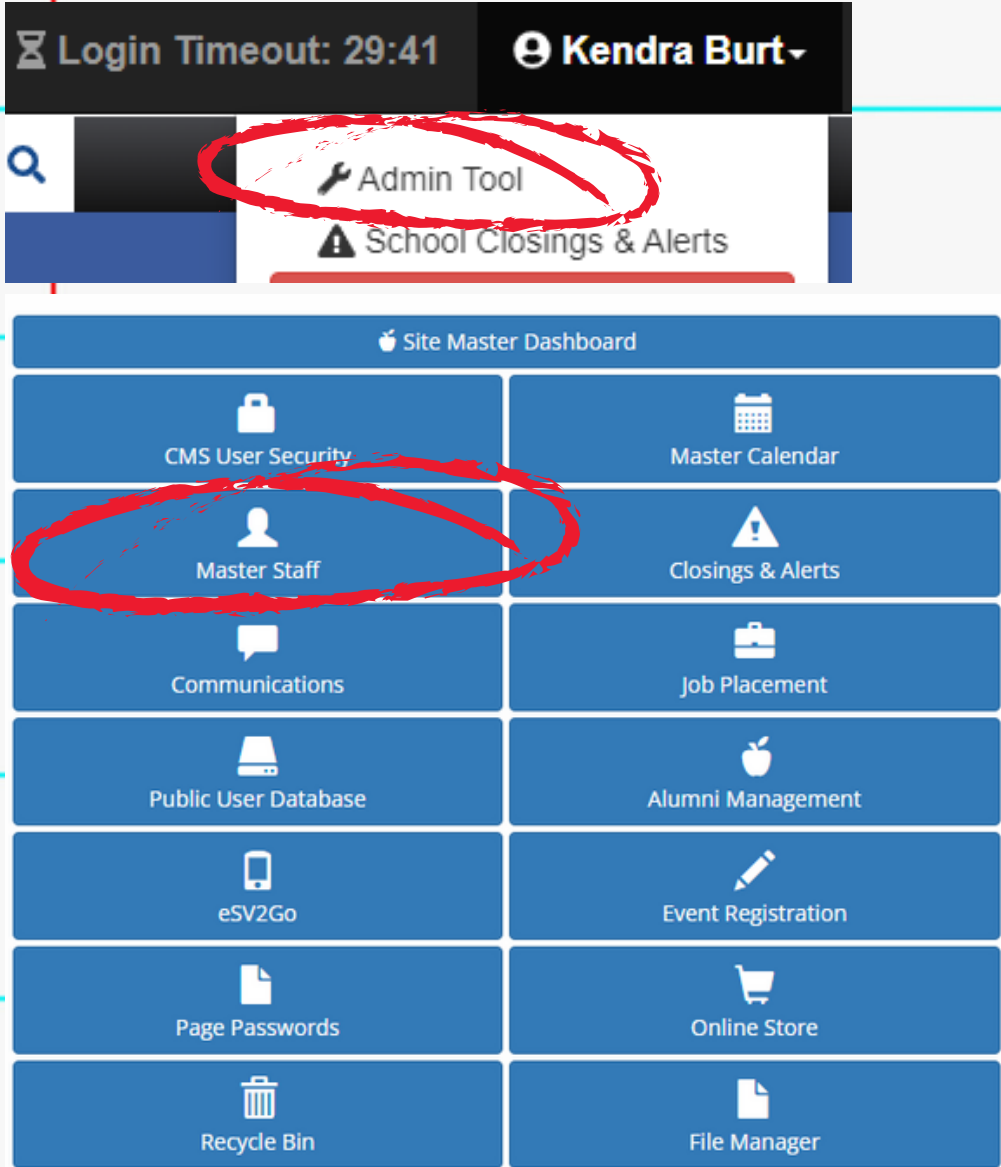 Login Timeout: 29:41 Kendra Burt
Admin Tool
School Closings & Alerts
Site Master Dashboard
CMS User Security Master Calendar
Master Staff Closings & Alerts
Communications Job Placement
Public User Database Alumni Management
eSV2Go Event Registration
Page Passwords Online Store
Recycle Bin File Manager